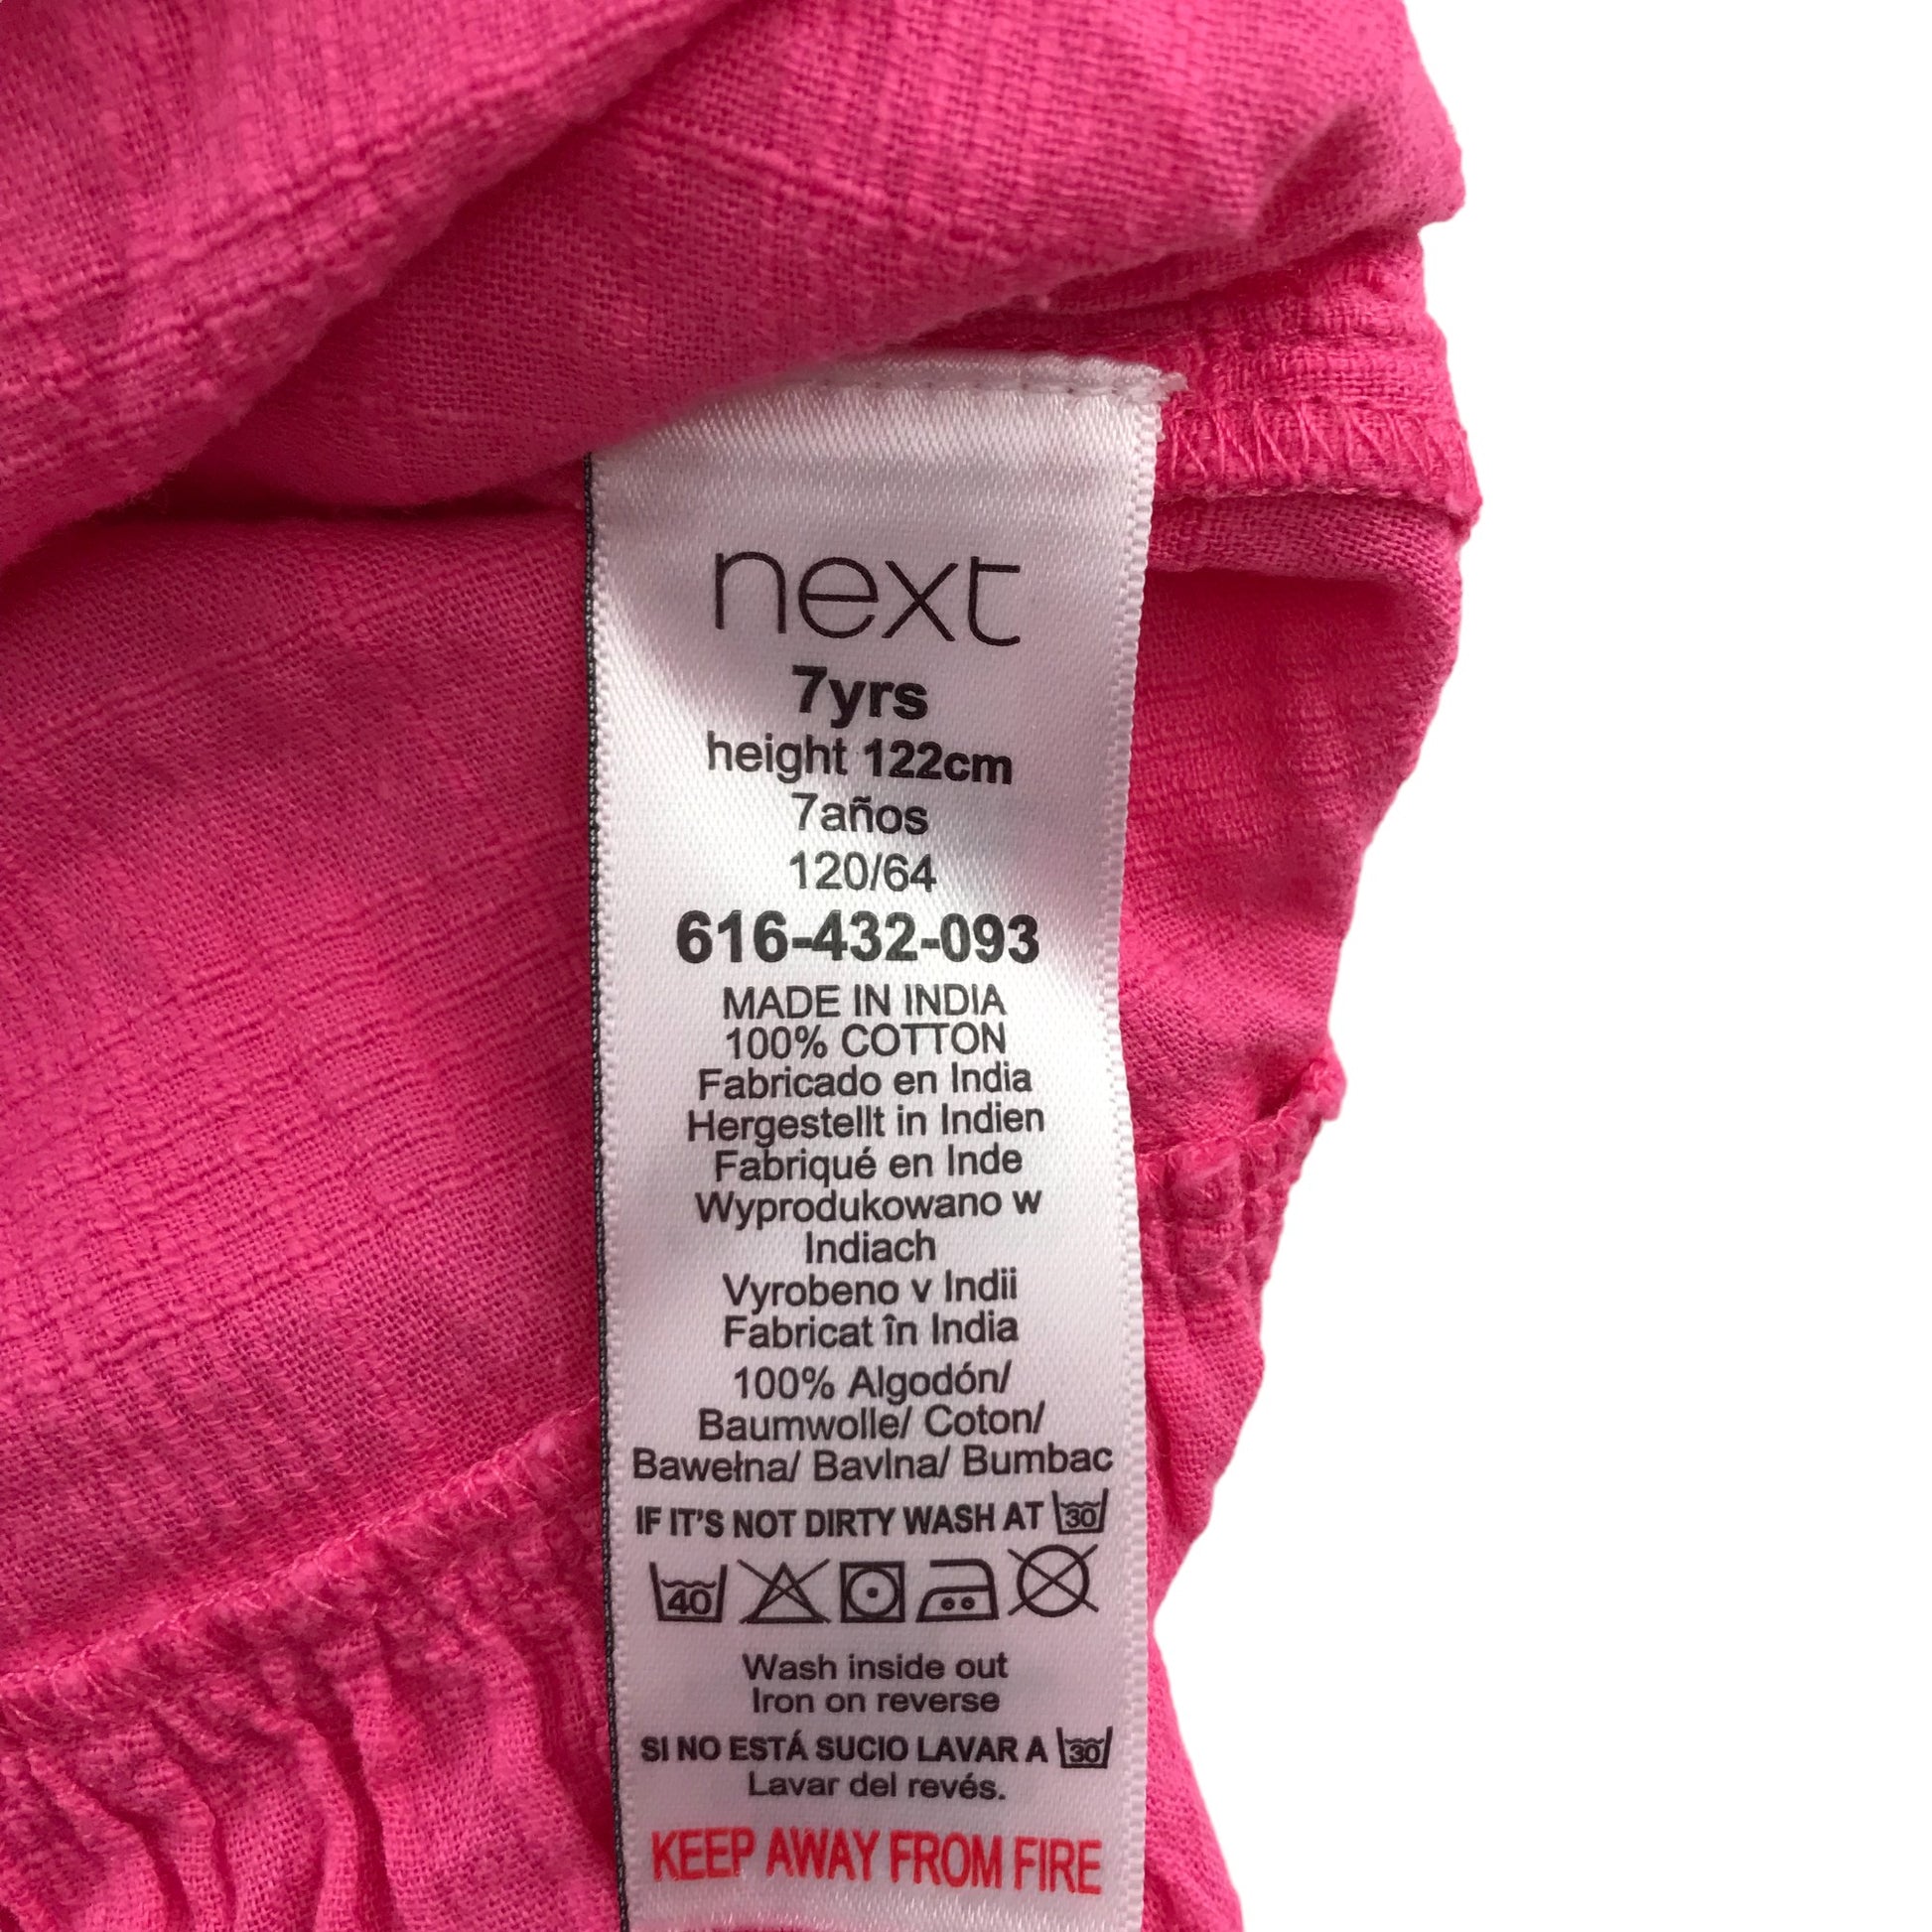 next
7yrs
height 122cm
7años
120/64
616-432-093
MADE IN INDIA
100% COTTON
Fabricado en India
Hergestellt in Indien
Fabriqué en Inde
Wyprodukowano w
Indiach
Vyrobeno v Indii
Fabricat în India
100% Algodón/
Baumwolle/ Coton/
Bawełna/ Bavlna/ Bumbac
IF IT'S NOT DIRTY WASH AT 30
40
Wash inside out
Iron on reverse
SI NO ESTÁ SUCIO LAVAR A 30
Lavar del revés.
KEEP AWAY FROM FIRE